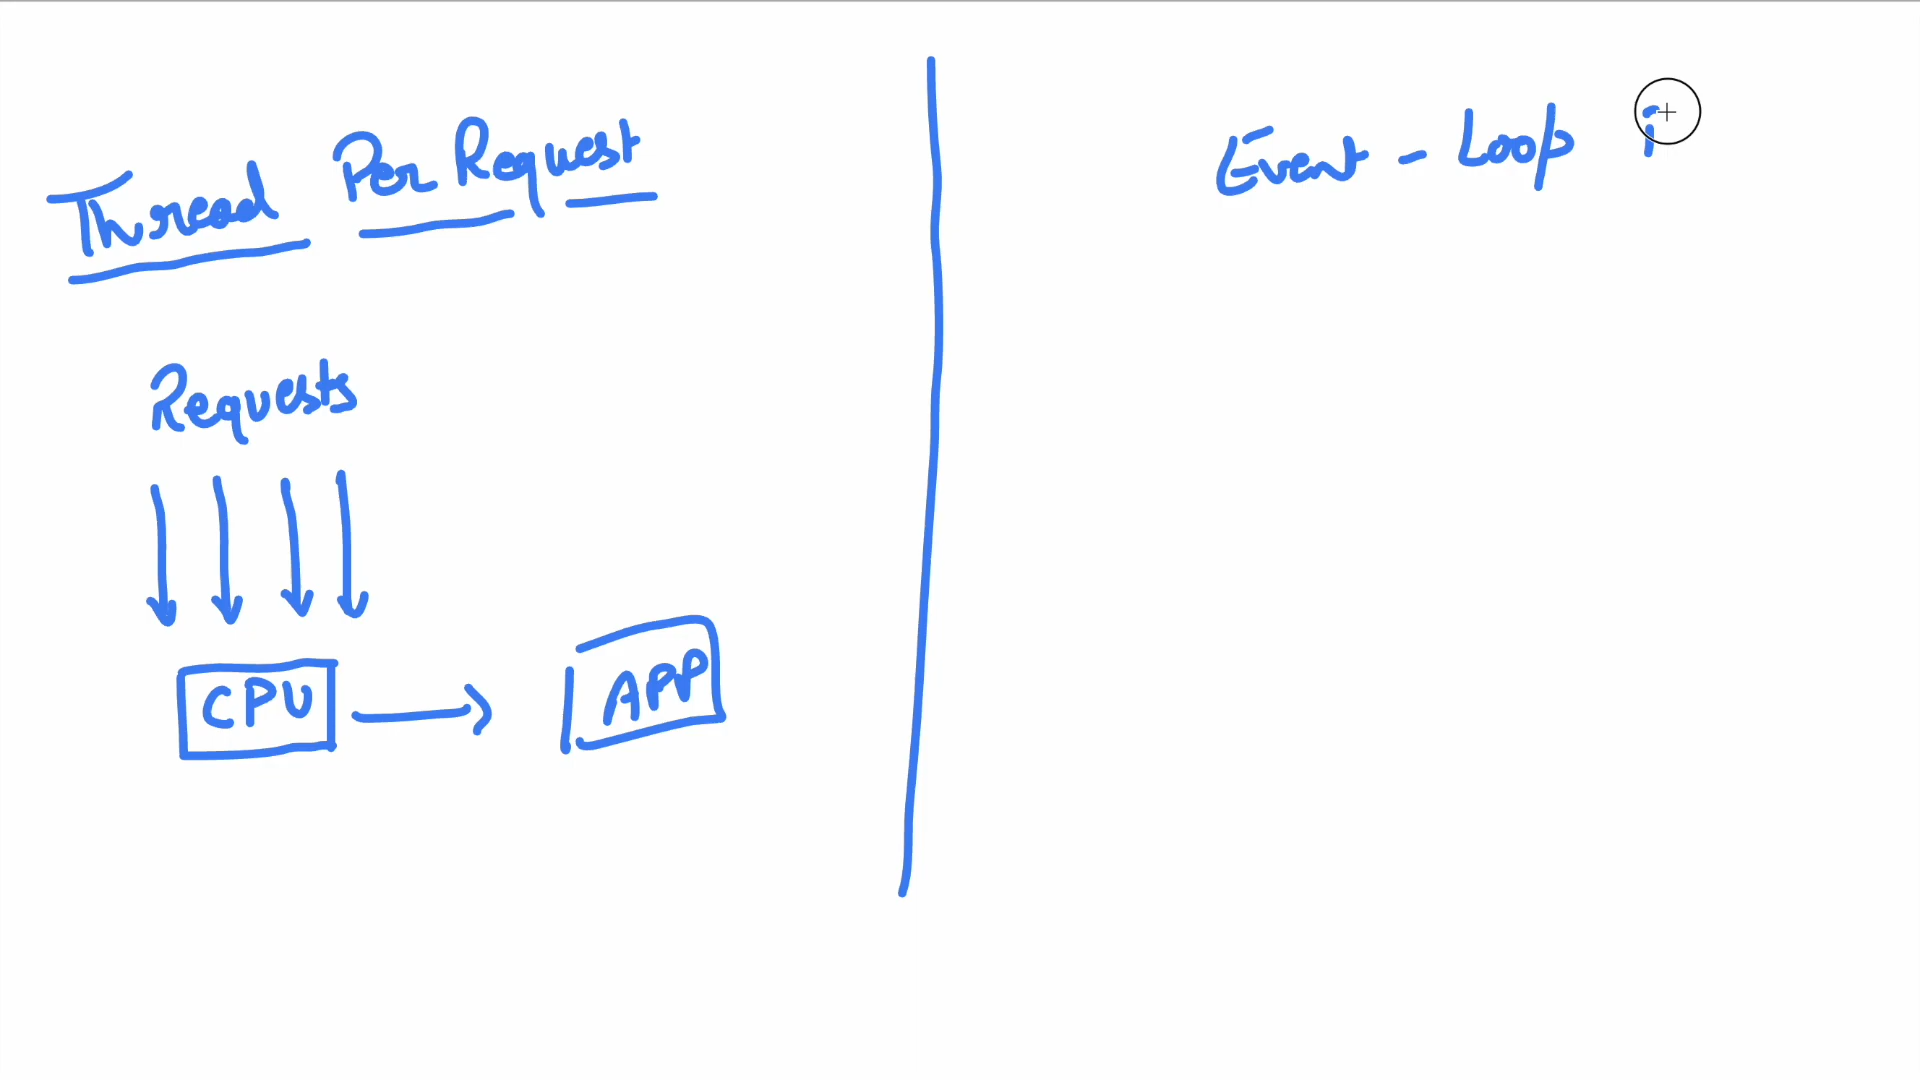 Thread Per Request
Requests
CPU
APP
Event - Loop i